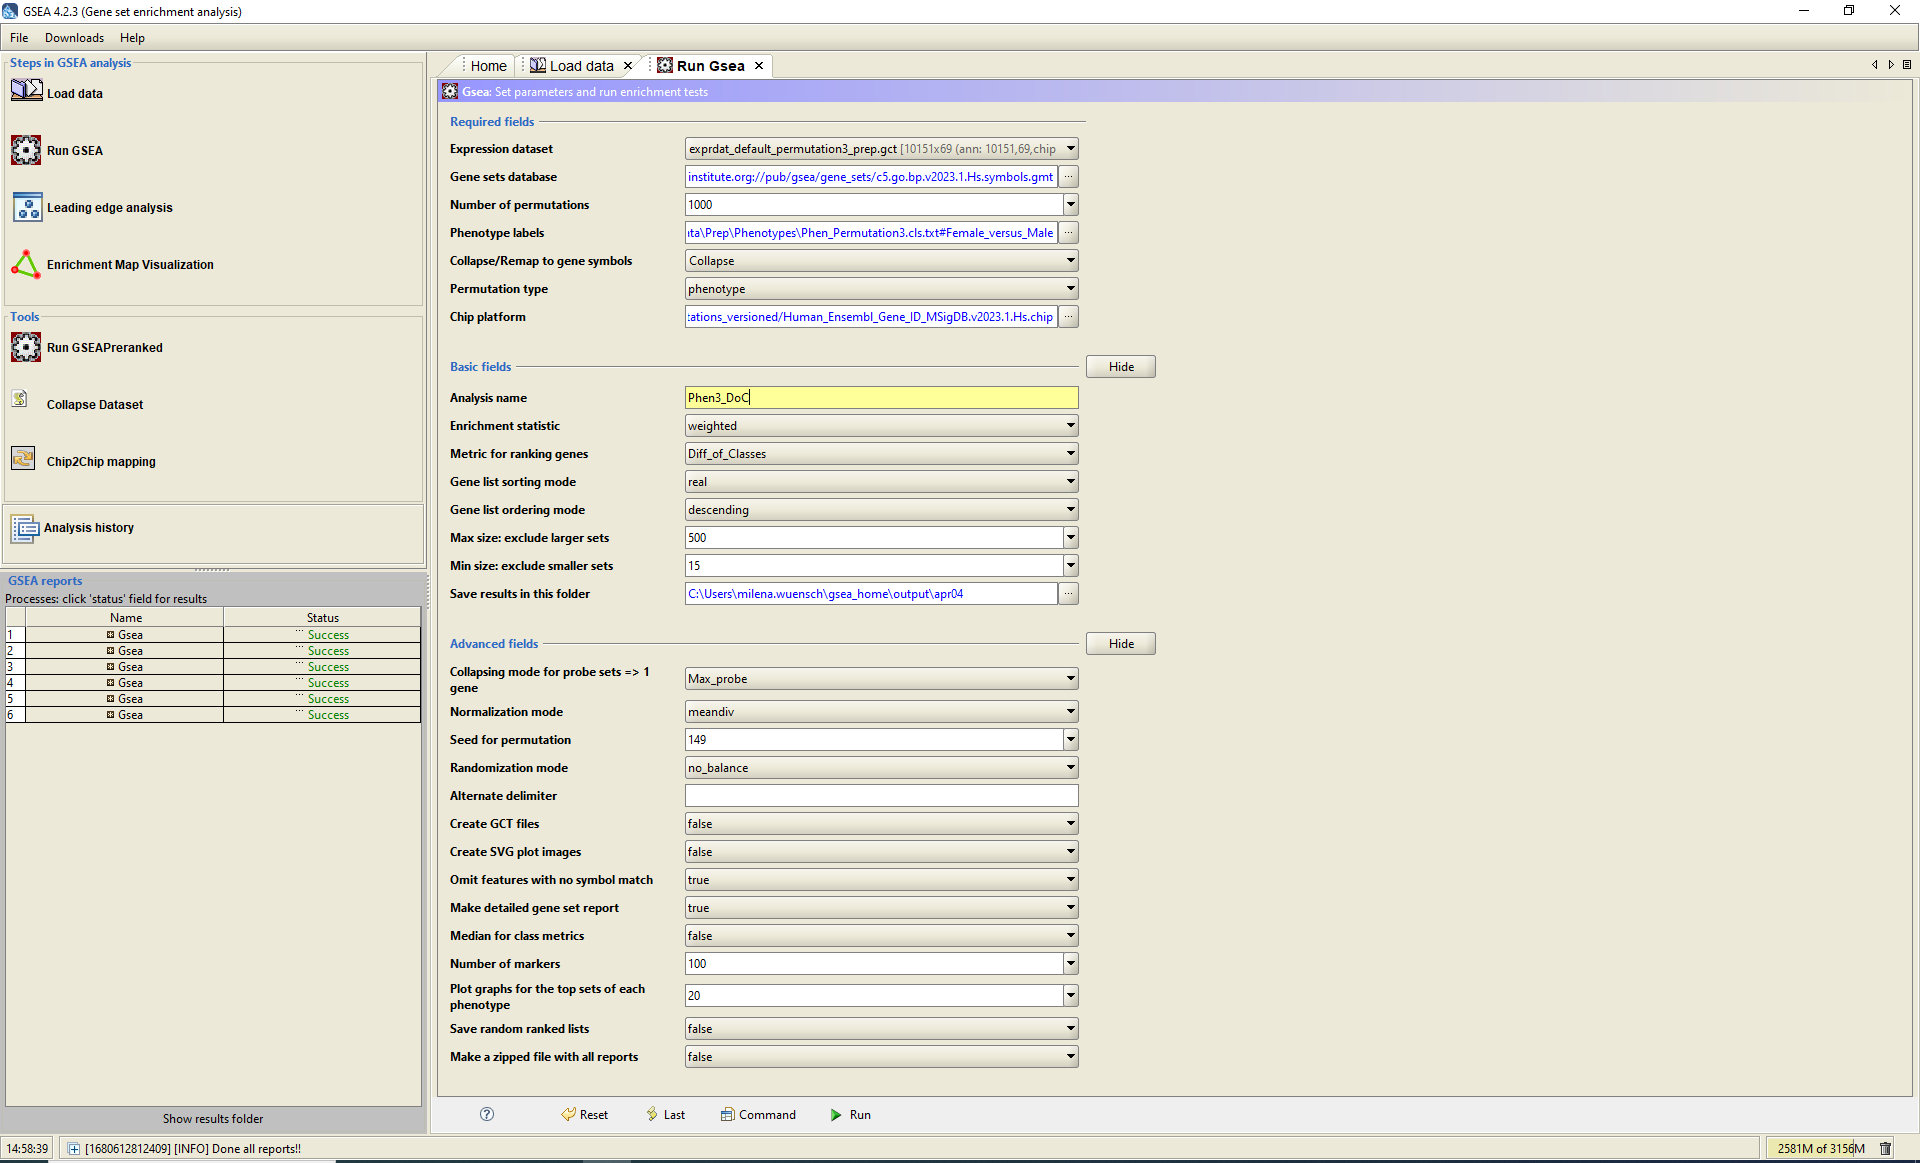 GSEA 4.2.3 (Gene set enrichment analysis)
File Downloads Help
Steps in GSEA analysis
Load data
Run GSEA
Leading edge analysis
Enrichment Map Visualization
Tools
Run GSEAPreranked
Collapse Dataset
Chip2Chip mapping
Analysis history
GSEA reports
Processes: click 'status' field for results
Name Status
1 Gsea ... Success
2 Gsea ... Success
3 Gsea ... Success
4 Gsea ... Success
5 Gsea ... Success
6 Gsea ... Success
Show results folder
Home Load data Run Gsea
Gsea: Set parameters and run enrichment tests
Required fields
Expression dataset exprdat_default_permutation3_prep.gct [10151x69 (ann: 10151,69,chip
Gene sets database institute.org://pub/gsea/gene_sets/c5.go.bp.v2023.1.Hs.symbols.gmt ...
Number of permutations 1000
Phenotype labels ata\Prep\Phenotypes\Phen_Permutation3.cls.txt#Female_versus_Male ...
Collapse/Remap to gene symbols Collapse
Permutation type phenotype
Chip platform tations_versioned/Human_Ensembl_Gene_ID_MSigDB.v2023.1.Hs.chip ...
Basic fields Hide
Analysis name Phen3_DoC
Enrichment statistic weighted
Metric for ranking genes Diff_of_Classes
Gene list sorting mode real
Gene list ordering mode descending
Max size: exclude larger sets 500
Min size: exclude smaller sets 15
Save results in this folder C:\Users\milena.wuensch\gsea_home\output\apr04 ...
Advanced fields Hide
Collapsing mode for probe sets => 1
gene Max_probe
Normalization mode meandiv
Seed for permutation 149
Randomization mode no_balance
Alternate delimiter
Create GCT files false
Create SVG plot images false
Omit features with no symbol match true
Make detailed gene set report true
Median for class metrics false
Number of markers 100
Plot graphs for the top sets of each
phenotype 20
Save random ranked lists false
Make a zipped file with all reports false
? Reset Last Command Run
14:58:39 [1680612812409] [INFO] Done all reports!! 2581M of 3156M